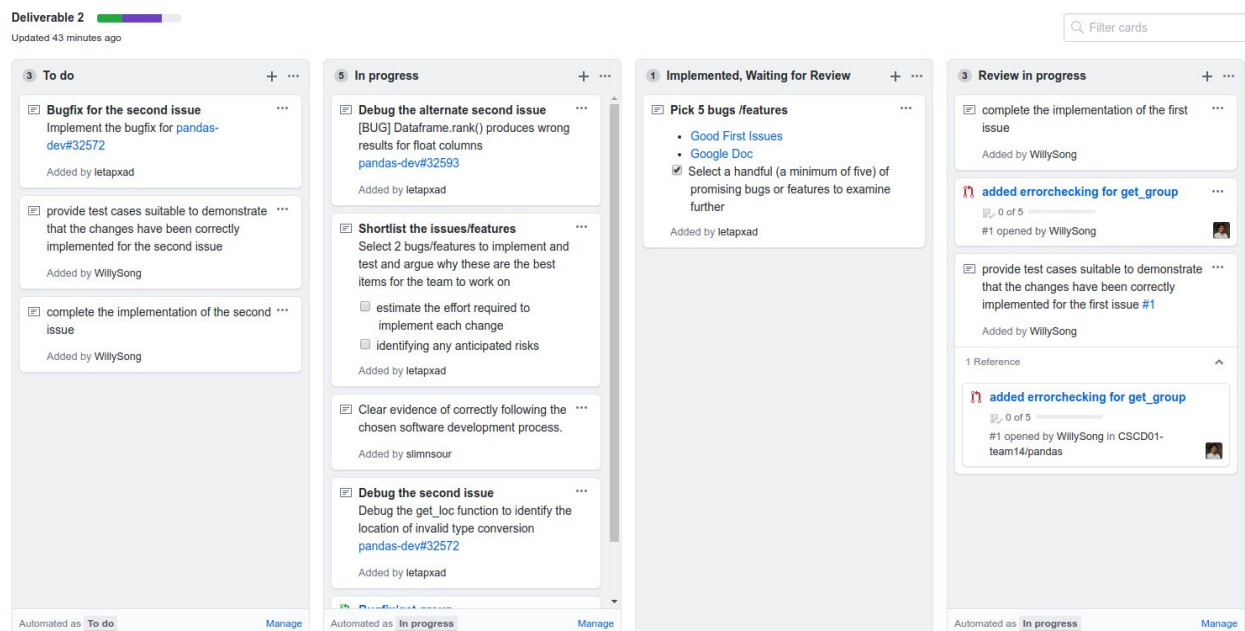 Deliverable 2
Updated 43 minutes ago
Filter cards
3 To do
Bugfix for the second issue
Implement the bugfix for pandas-
dev#32572
Added by letapxad
provide test cases suitable to demonstrate
that the changes have been correctly
implemented for the second issue
Added by WillySong
complete the implementation of the second
issue
Added by WillySong
Automated as To do
Manage
5 In progress
Debug the alternate second issue
[BUG] Dataframe.rank() produces wrong
results for float columns
pandas-dev#32593
Added by letapxad
Shortlist the issues/features
Select 2 bugs/features to implement and
test and argue why these are the best
items for the team to work on
estimate the effort required to
implement each change
identifying any anticipated risks
Added by letapxad
Clear evidence of correctly following the
chosen software development process.
Added by slimnsour
Debug the second issue
Debug the get_loc function to identify the
location of invalid type conversion
pandas-dev#32572
Added by letapxad
Automated as In progress
Manage
1 Implemented, Waiting for Review
Pick 5 bugs /features
• Good First Issues
• Google Doc
Select a handful (a minimum of five) of
promising bugs or features to examine
further
Added by letapxad
3 Review in progress
complete the implementation of the first
issue
Added by WillySong
added errorchecking for get_group
0 of 5
#1 opened by WillySong
provide test cases suitable to demonstrate
that the changes have been correctly
implemented for the first issue #1
Added by WillySong
1 Reference
added errorchecking for get_group
0 of 5
#1 opened by WillySong in CSCD01-
team14/pandas
Automated as In progress
Manage